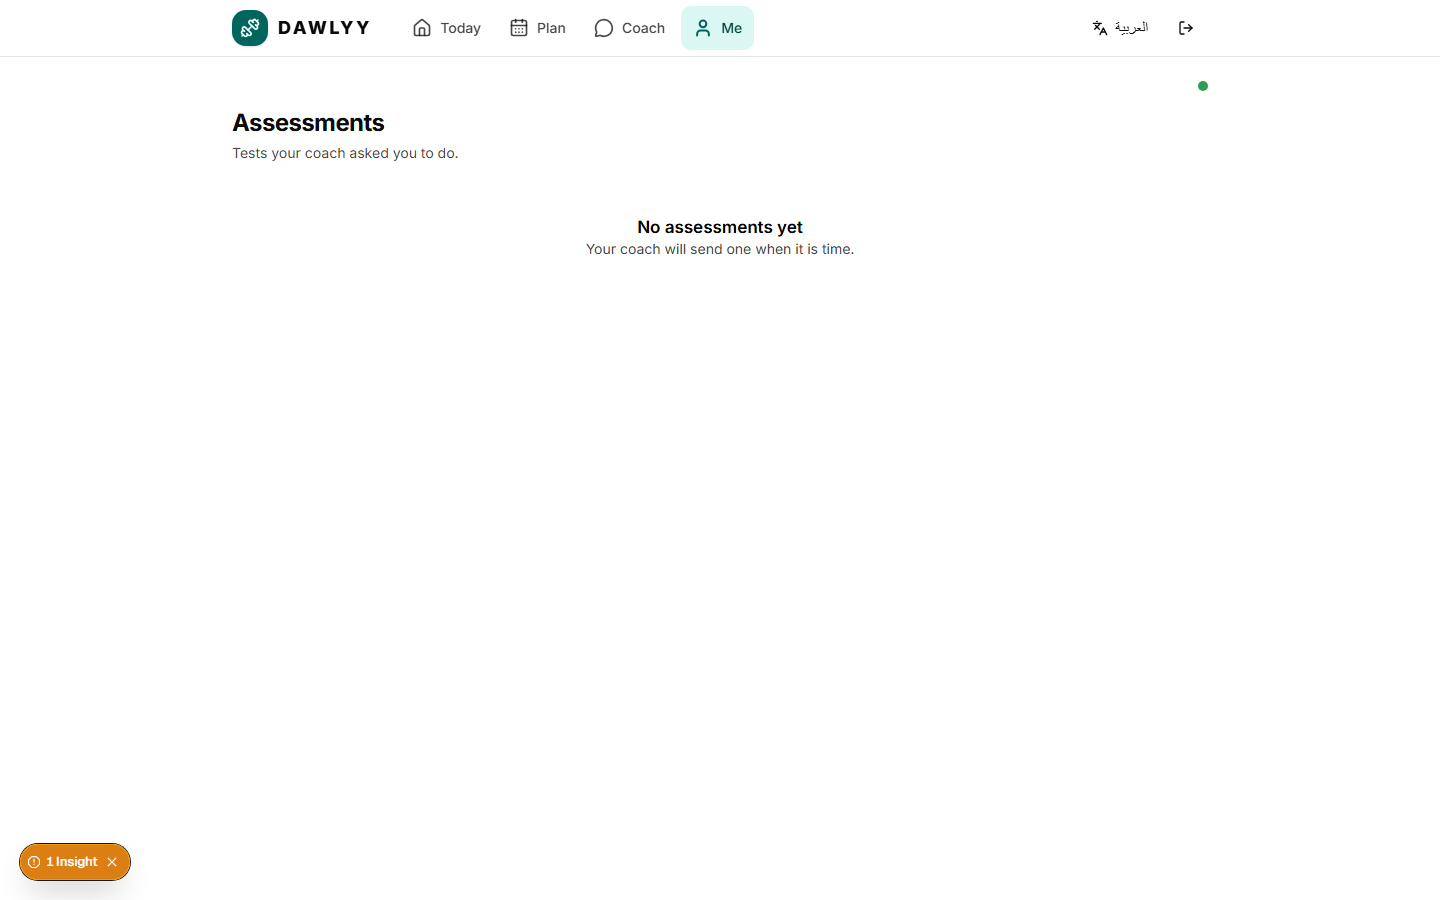 DAWLYY
Today
Plan
Coach
Me
العربية
Assessments
Tests your coach asked you to do.
No assessments yet
Your coach will send one when it is time.
1 Insight